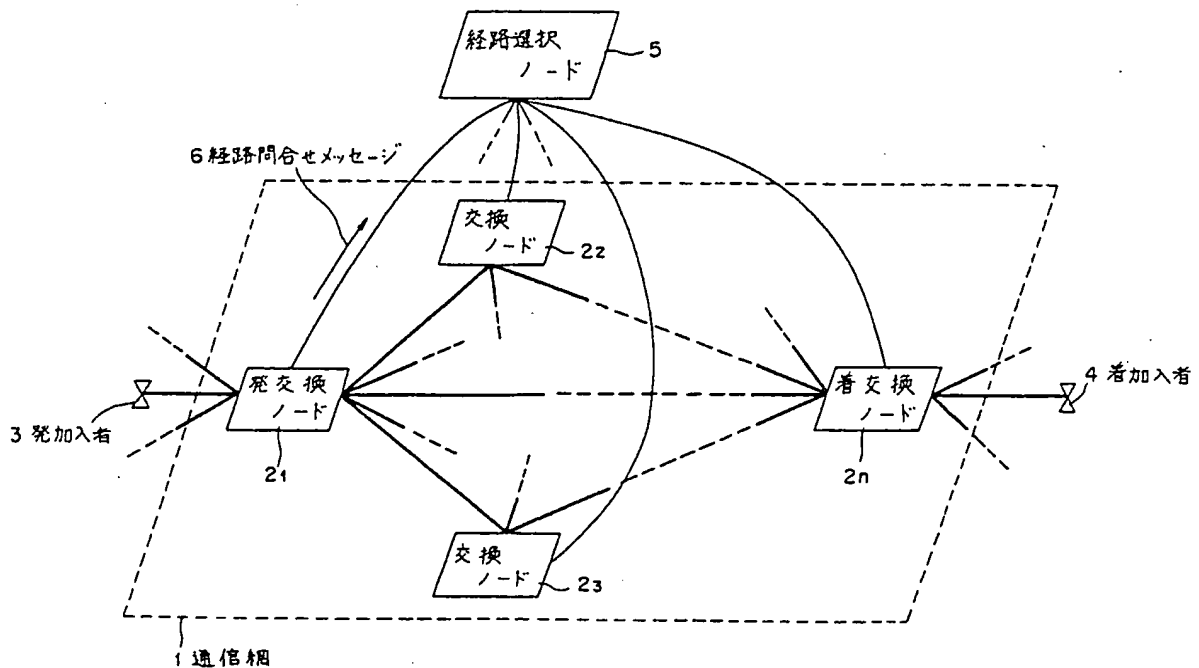 経路選択
ノード
5
6 経路問合せメッセージ
交換
ノード
22
発交換
ノード
21
3 発加入者
着交換
ノード
2n
4 着加入者
交換
ノード
23
1 通信網